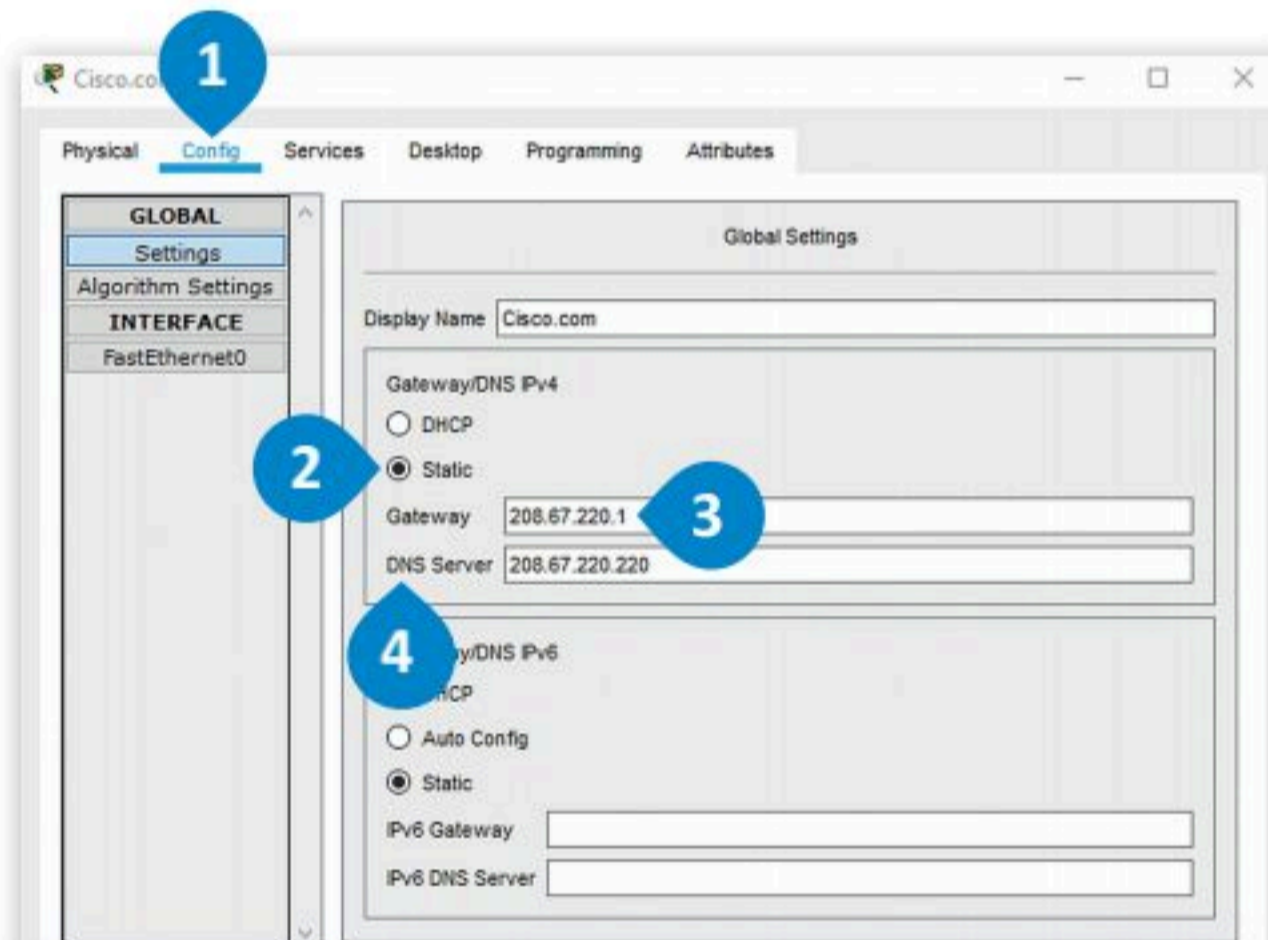 1
Cisco.co
Physical Config Services Desktop Programming Attributes
GLOBAL
Settings
Algorithm Settings
INTERFACE
FastEthernet0
Global Settings
Display Name Cisco.com
Gateway/DNS IPv4
DHCP
2 Static
Gateway 208.67.220.1 3
DNS Server 208.67.220.220
4 y/DNS IPv6
HCP
Auto Config
Static
IPv6 Gateway
IPv6 DNS Server